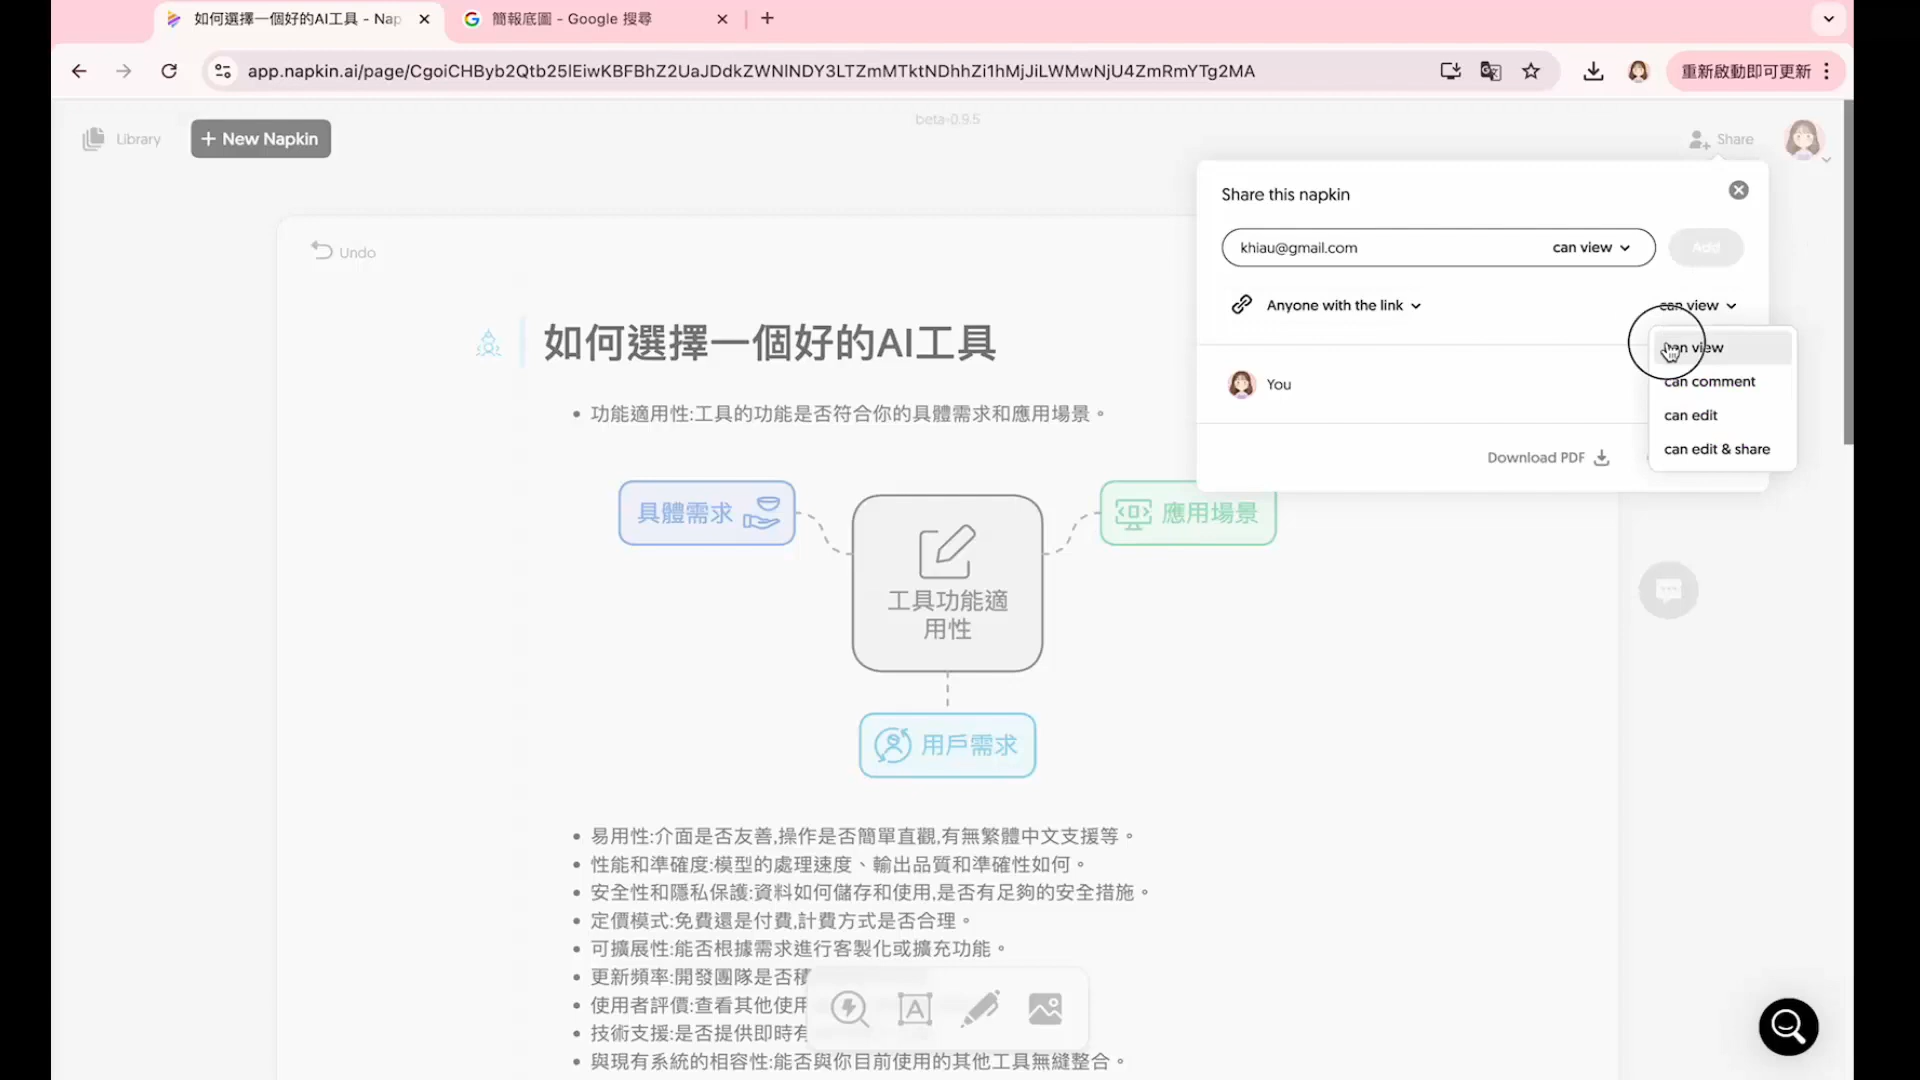 如何選擇一個好的AI工具 - Nap
簡報底圖 - Google 搜尋
app.napkin.ai/page/CgoiCHByb2Qtb25lEiwKBFBhZ2UaJDdkZWNlNDY3LTZmMTktNDhhZi1hMjJiLWMwNjU4ZmRmYTg2MA
重新啟動即可更新
beta-0.9.5
Library
+ New Napkin
Share
Share this napkin
khiau@gmail.com
can view
Add
Anyone with the link
can view
can view
can comment
can edit
can edit & share
You
Download PDF
Undo
如何選擇一個好的AI工具
• 功能適用性:工具的功能是否符合你的具體需求和應用場景。
具體需求
應用場景
工具功能適
用性
用戶需求
• 易用性:介面是否友善,操作是否簡單直觀,有無繁體中文支援等。
• 性能和準確度:模型的處理速度、輸出品質和準確性如何。
• 安全性和隱私保護:資料如何儲存和使用,是否有足夠的安全措施。
• 定價模式:免費還是付費,計費方式是否合理。
• 可擴展性:能否根據需求進行客製化或擴充功能。
• 更新頻率:開發團隊是否積
• 使用者評價:查看其他使用
• 技術支援:是否提供即時有
• 與現有系統的相容性:能否與你目前使用的其他工具無縫整合。